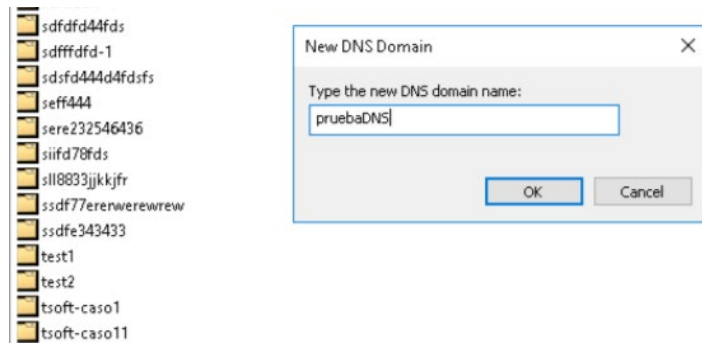 sdfdfd44fds
sdfffdfd-1
sdsfd444d4fdsfs
seff444
sere232546436
siifd78fds
sll8833jjkkjfr
ssdf77ererwerewrew
ssdfe343433
test1
test2
tsoft-caso1
tsoft-caso11
New DNS Domain
Type the new DNS domain name:
pruebaDNS
OK Cancel